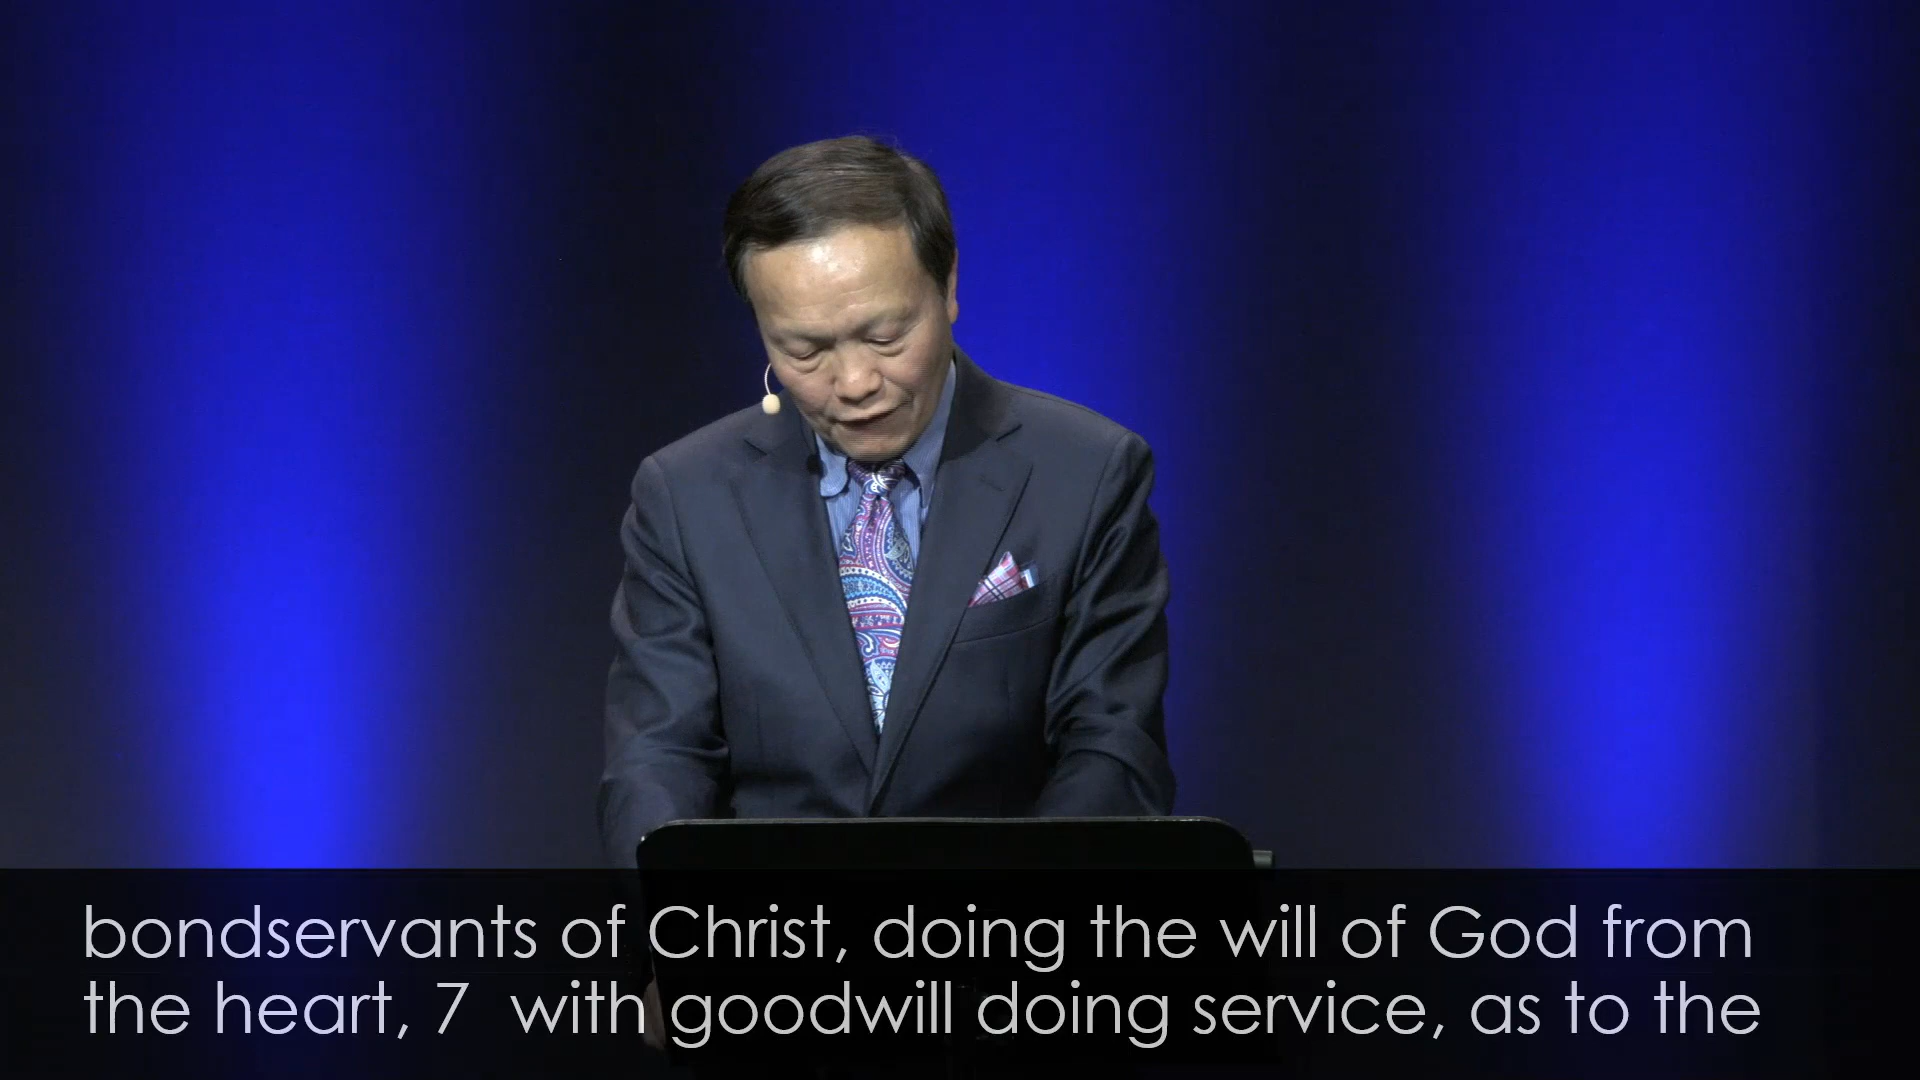 bondservants of Christ, doing the will of God from
the heart, 7 with goodwill doing service, as to the